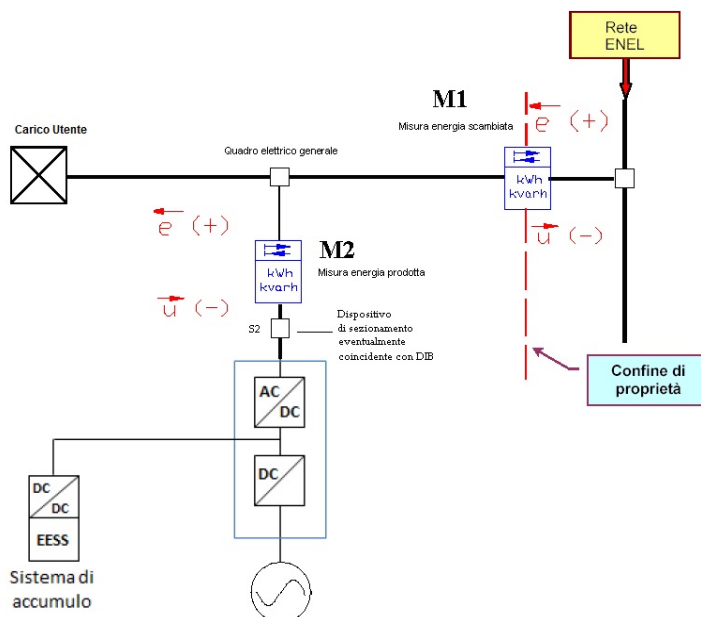 Rete
ENEL
M1
Misura energia scambiata
e (+)
Carico Utente
Quadro elettrico generale
kWh
kvarh
u (-)
e (+)
M2
Misura energia prodotta
kWh
kvarh
u (-)
S2
Dispositivo
di sezionamento
eventualmente
coincidente con DIB
Confine di
proprietà
AC
DC
DC
DC
DC
EESS
Sistema di
accumulo